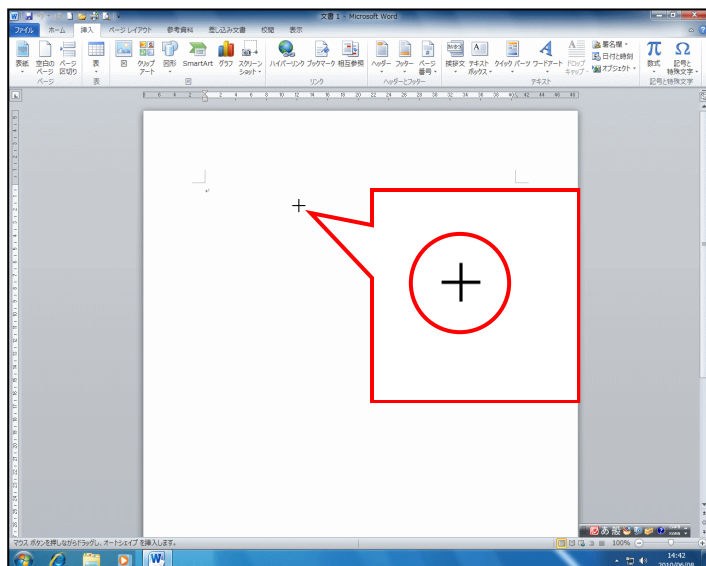 文書 1 - Microsoft Word
ファイル ホーム 挿入 ページ レイアウト 参考資料 差し込み文書 校閲 表示
表紙 空白のページ ページ区切り
ページ
表
表
図 クリップアート 図形 SmartArt グラフ スクリーンショット
図
ハイパーリンク ブックマーク 相互参照
リンク
ヘッダー フッター ページ番号
ヘッダーとフッター
挨拶文 テキストボックス クイック パーツ ワードアート ドロップキャップ
署名欄
日付と時刻
オブジェクト
テキスト
π Ω
数式 記号と特殊文字
記号と特殊文字
マウス ボタンを押しながらドラッグし、オートシェイプ を挿入します。
あ 般
100%
14:42
2010/06/08